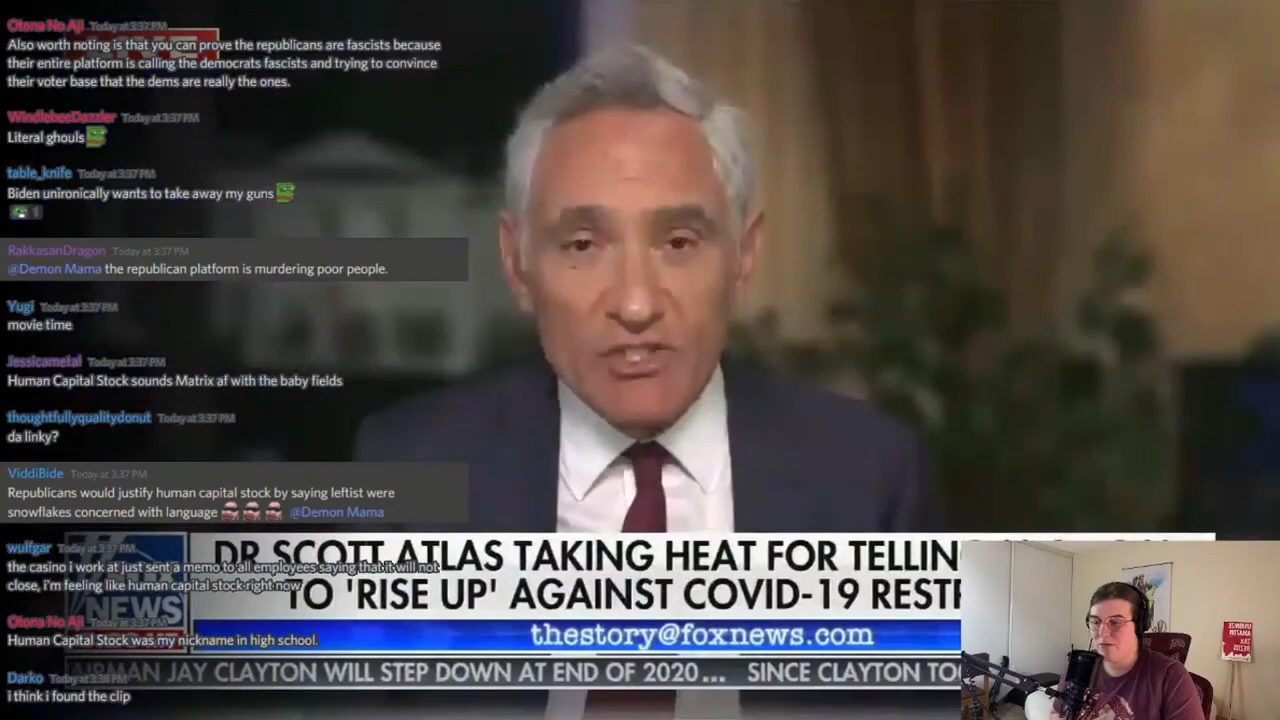 Otona No Aji Today at 3:37 PM
Also worth noting is that you can prove the republicans are fascists because
their entire platform is calling the democrats fascists and trying to convince
their voter base that the dems are really the ones.
WindlebeeDazzler Today at 3:37 PM
Literal ghouls
table_knife Today at 3:37 PM
Biden unironically wants to take away my guns
1
RakkasanDragon Today at 3:37 PM
@Demon Mama the republican platform is murdering poor people.
Yugi Today at 3:37 PM
movie time
Jessicametal Today at 3:37 PM
Human Capital Stock sounds Matrix af with the baby fields
thoughtfullyqualitydonut Today at 3:37 PM
da linky?
ViddiBide Today at 3:37 PM
Republicans would justify human capital stock by saying leftist were
snowflakes concerned with language @Demon Mama
wulfgar Today at 3:37 PM
the casino i work at just sent a memo to all employees saying that it will not
close, i'm feeling like human capital stock right now
Otona No Aji Today at 3:37 PM
Human Capital Stock was my nickname in high school.
Darko Today at 3:38 PM
i think i found the clip
DR SCOTT ATLAS TAKING HEAT FOR TELLIN
TO 'RISE UP' AGAINST COVID-19 RESTR
NEWS
thestory@foxnews.com
AIRMAN JAY CLAYTON WILL STEP DOWN AT END OF 2020... SINCE CLAYTON TO